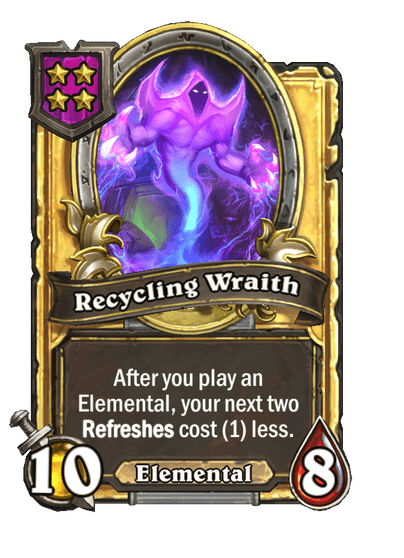 Recycling Wraith
After you play an
Elemental, your next two
Refreshes cost (1) less.
10
Elemental
8